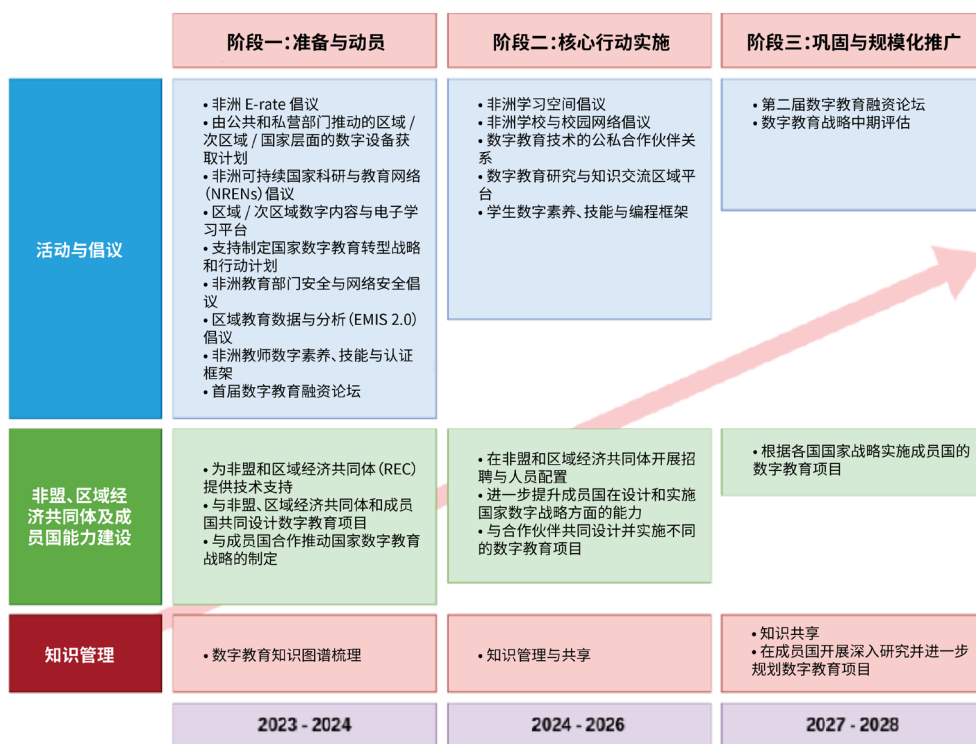 阶段一：准备与动员
阶段二：核心行动实施
阶段三：巩固与规模化推广
活动与倡议
• 非洲 E-rate 倡议
• 由公共和私营部门推动的区域 /
次区域 / 国家层面的数字设备获
取计划
• 非洲可持续国家科研与教育网络
（NRENs）倡议
• 区域 / 次区域数字内容与电子学
习平台
• 支持制定国家数字教育转型战略
和行动计划
• 非洲教育部门安全与网络安全倡
议
• 区域教育数据与分析（EMIS 2.0）
倡议
• 非洲教师数字素养、技能与认证
框架
• 首届数字教育融资论坛
• 非洲学习空间倡议
• 非洲学校与校园网络倡议
• 数字教育技术的公私合作伙伴关
系
• 数字教育研究与知识交流区域平
台
• 学生数字素养、技能与编程框架
• 第二届数字教育融资论坛
• 数字教育战略中期评估
非盟、区域经
济共同体及成
员国能力建设
• 为非盟和区域经济共同体（REC）
提供技术支持
• 与非盟、区域经济共同体和成员
国共同设计数字教育项目
• 与成员国合作推动国家数字教育
战略的制定
• 在非盟和区域经济共同体开展招
聘与人员配置
• 进一步提升成员国在设计和实施
国家数字战略方面的能力
• 与合作伙伴共同设计并实施不同
的数字教育项目
• 根据各国国家战略实施成员国的
数字教育项目
知识管理
• 数字教育知识图谱梳理
• 知识管理与共享
• 知识共享
• 在成员国开展深入研究并进一步
规划数字教育项目
2023 - 2024
2024 - 2026
2027 - 2028